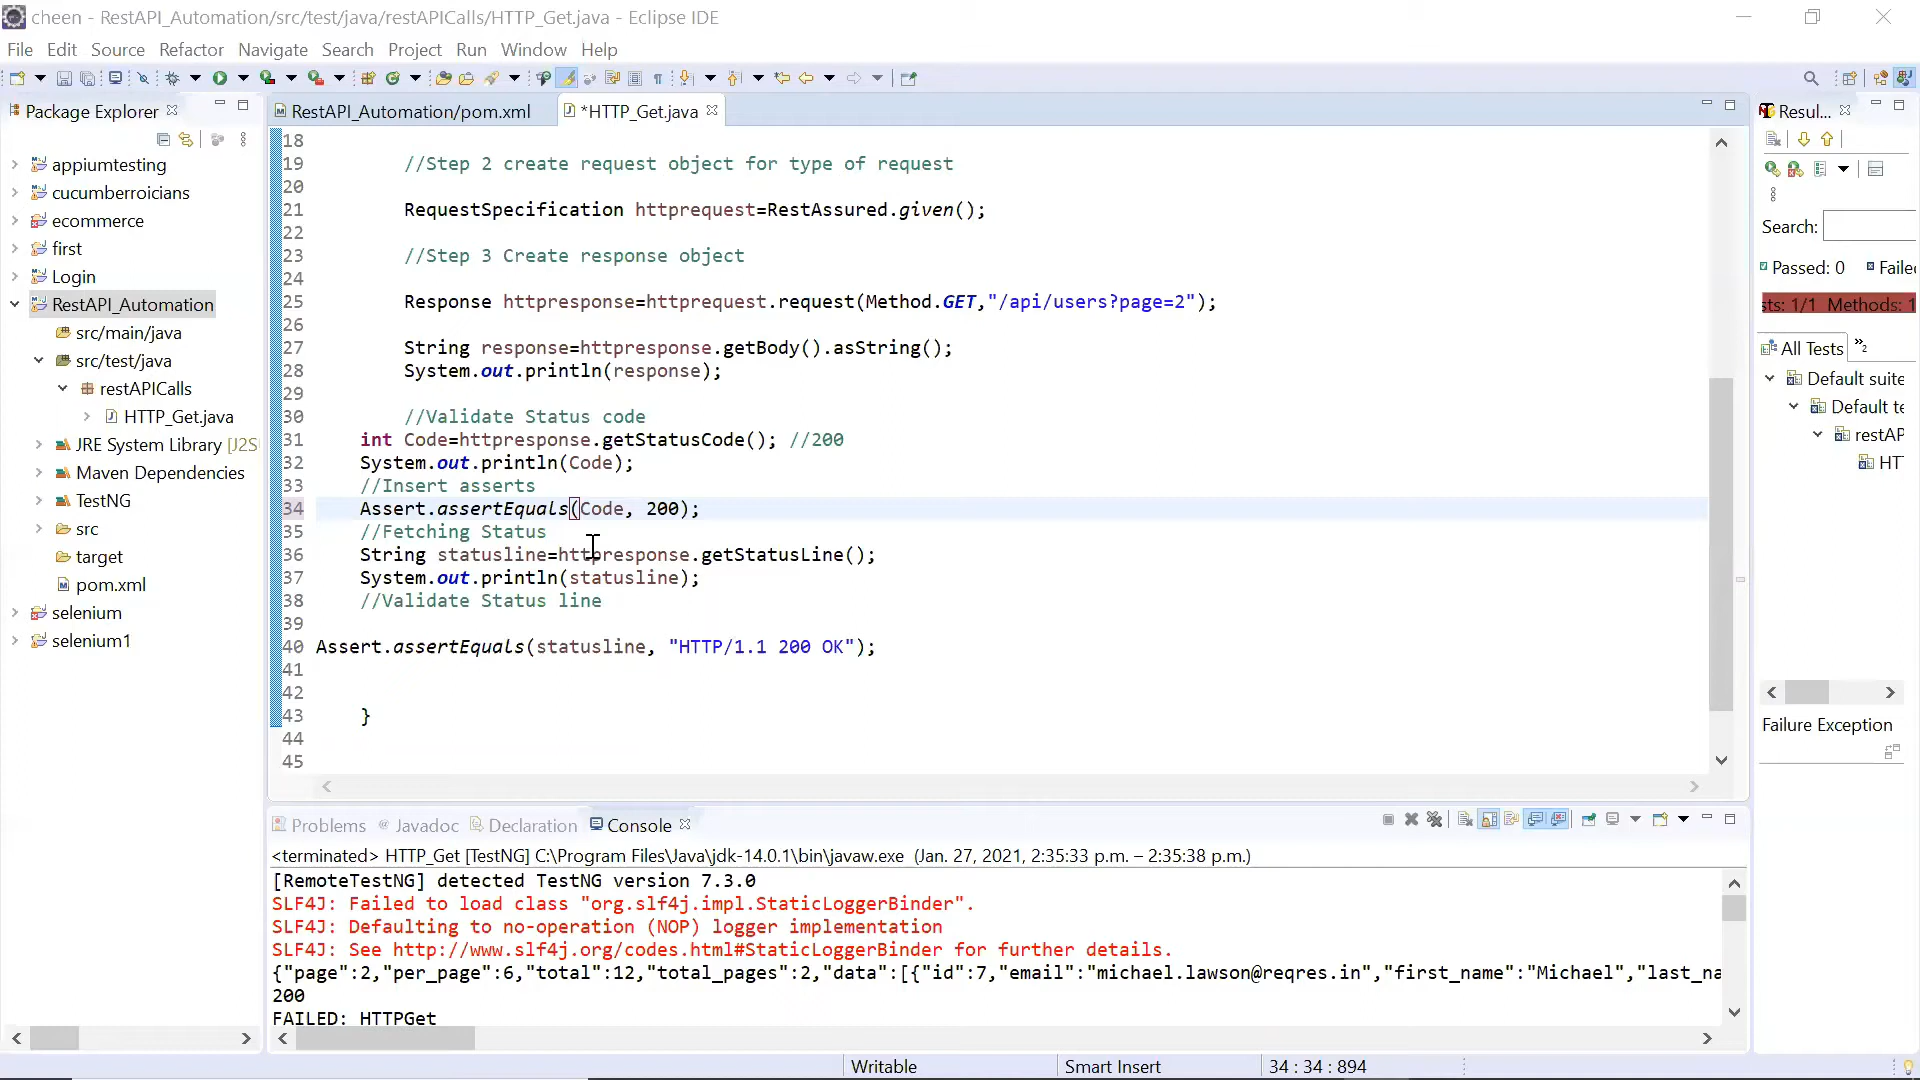 cheen - RestAPI_Automation/src/test/java/restAPICalls/HTTP_Get.java - Eclipse IDE
File Edit Source Refactor Navigate Search Project Run Window Help
Package Explorer
appiumtesting
cucumberroicians
ecommerce
first
Login
RestAPI_Automation
src/main/java
src/test/java
restAPICalls
HTTP_Get.java
JRE System Library [J2S
Maven Dependencies
TestNG
src
target
pom.xml
selenium
selenium1
RestAPI_Automation/pom.xml
*HTTP_Get.java
18
19 //Step 2 create request object for type of request
20
21 RequestSpecification httprequest=RestAssured.given();
22
23 //Step 3 Create response object
24
25 Response httpresponse=httprequest.request(Method.GET,"/api/users?page=2");
26
27 String response=httpresponse.getBody().asString();
28 System.out.println(response);
29
30 //Validate Status code
31 int Code=httpresponse.getStatusCode(); //200
32 System.out.println(Code);
33 //Insert asserts
34 Assert.assertEquals(Code, 200);
35 //Fetching Status
36 String statusline=httpresponse.getStatusLine();
37 System.out.println(statusline);
38 //Validate Status line
39
40 Assert.assertEquals(statusline, "HTTP/1.1 200 OK");
41
42
43 }
44
45
Resul...
Search:
Passed: 0 Faile
sts: 1/1 Methods: 1
All Tests »2
Default suite
Default te
restAP
HT
Failure Exception
Problems @ Javadoc Declaration Console
<terminated> HTTP_Get [TestNG] C:\Program Files\Java\jdk-14.0.1\bin\javaw.exe (Jan. 27, 2021, 2:35:33 p.m. – 2:35:38 p.m.)
[RemoteTestNG] detected TestNG version 7.3.0
SLF4J: Failed to load class "org.slf4j.impl.StaticLoggerBinder".
SLF4J: Defaulting to no-operation (NOP) logger implementation
SLF4J: See http://www.slf4j.org/codes.html#StaticLoggerBinder for further details.
{"page":2,"per_page":6,"total":12,"total_pages":2,"data":[{"id":7,"email":"michael.lawson@reqres.in","first_name":"Michael","last_na
200
FAILED: HTTPGet
Writable
Smart Insert
34 : 34 : 894